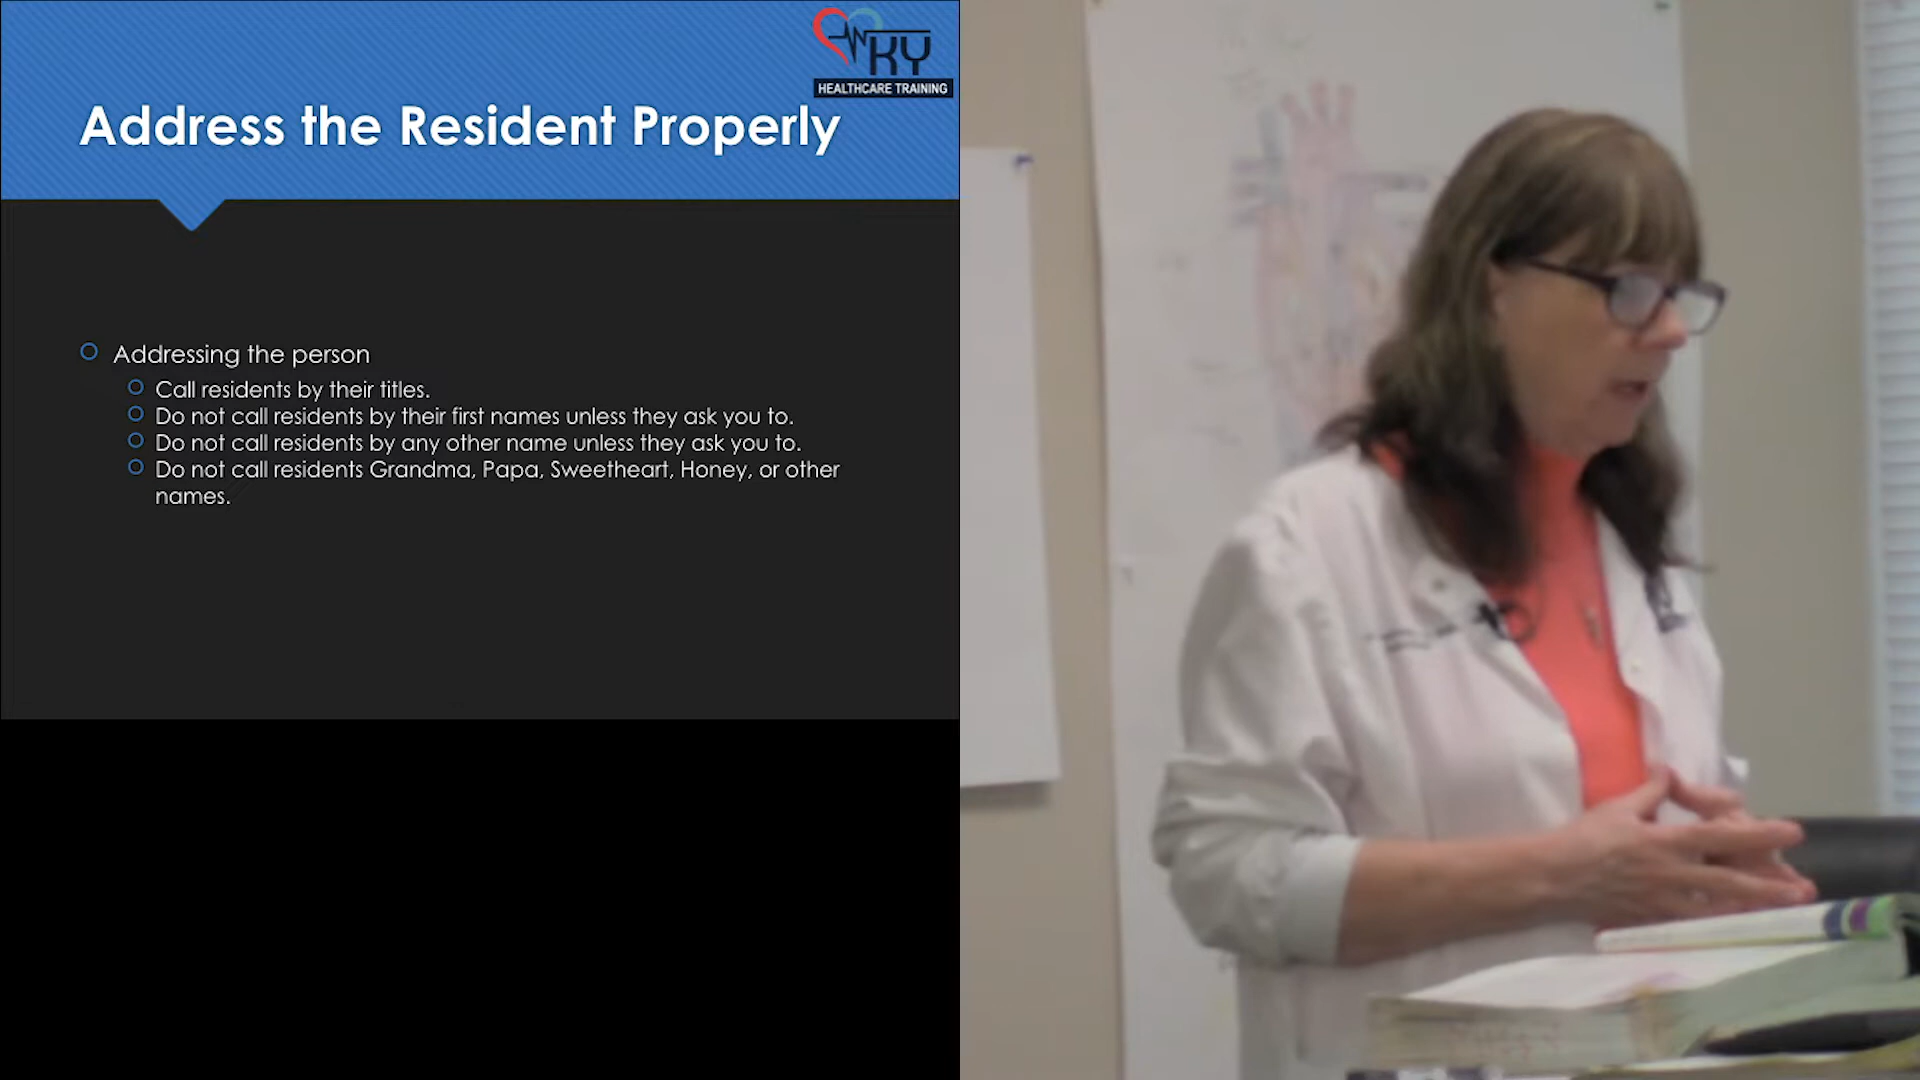 KY
HEALTHCARE TRAINING
Address the Resident Properly
Addressing the person
Call residents by their titles.
Do not call residents by their first names unless they ask you to.
Do not call residents by any other name unless they ask you to.
Do not call residents Grandma, Papa, Sweetheart, Honey, or other
names.